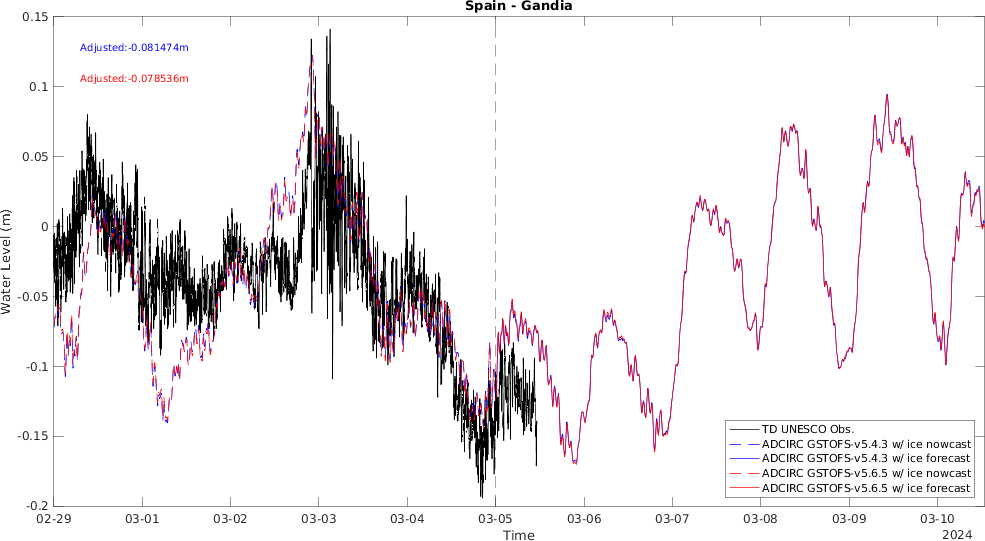 Spain - Gandia
0.15
0.1
0.05
0
-0.05
-0.1
-0.15
-0.2
Water Level (m)
Adjusted:-0.081474m
Adjusted:-0.078536m
TD UNESCO Obs.
ADCIRC GSTOFS-v5.4.3 w/ ice nowcast
ADCIRC GSTOFS-v5.4.3 w/ ice forecast
ADCIRC GSTOFS-v5.6.5 w/ ice nowcast
ADCIRC GSTOFS-v5.6.5 w/ ice forecast
02-29 03-01 03-02 03-03 03-04 03-05 03-06 03-07 03-08 03-09 03-10
Time
2024